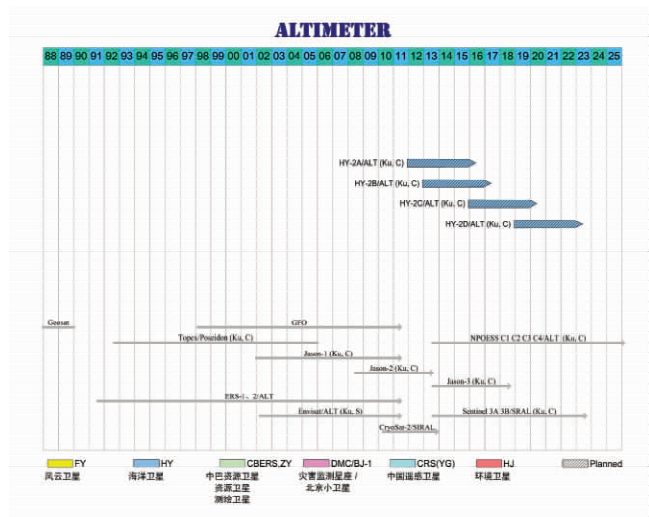 ALTIMETER
88 89 90 91 92 93 94 95 96 97 98 99 00 01 02 03 04 05 06 07 08 09 10 11 12 13 14 15 16 17 18 19 20 21 22 23 25
HY-2A/ALT (Ku, C)
HY-2B/ALT (Ku, C)
HY-2C/ALT (Ku, C)
HY-2D/ALT (Ku, C)
Geosat GFO
Topex/Poseidon (Ku, C) NPOESS C1 C2 C3 C4/ALT (Ku, C)
Jason-1 (Ku, C)
Jason-2 (Ku, C)
Jason-3 (Ku, C)
ERS-1、2/ALT
Envisat/ALT (Ku, S) Sentinel 3A 3B/SRAL (Ku, C)
CryoSat-2/SIRAL
FY HY CBERS,ZY DMC/BJ-1 CRS(YG) HJ Planned
风云卫星 海洋卫星 中巴资源卫星 灾害监测星座 / 中国遥感卫星 环境卫星
资源卫星 北京小卫星
测绘卫星